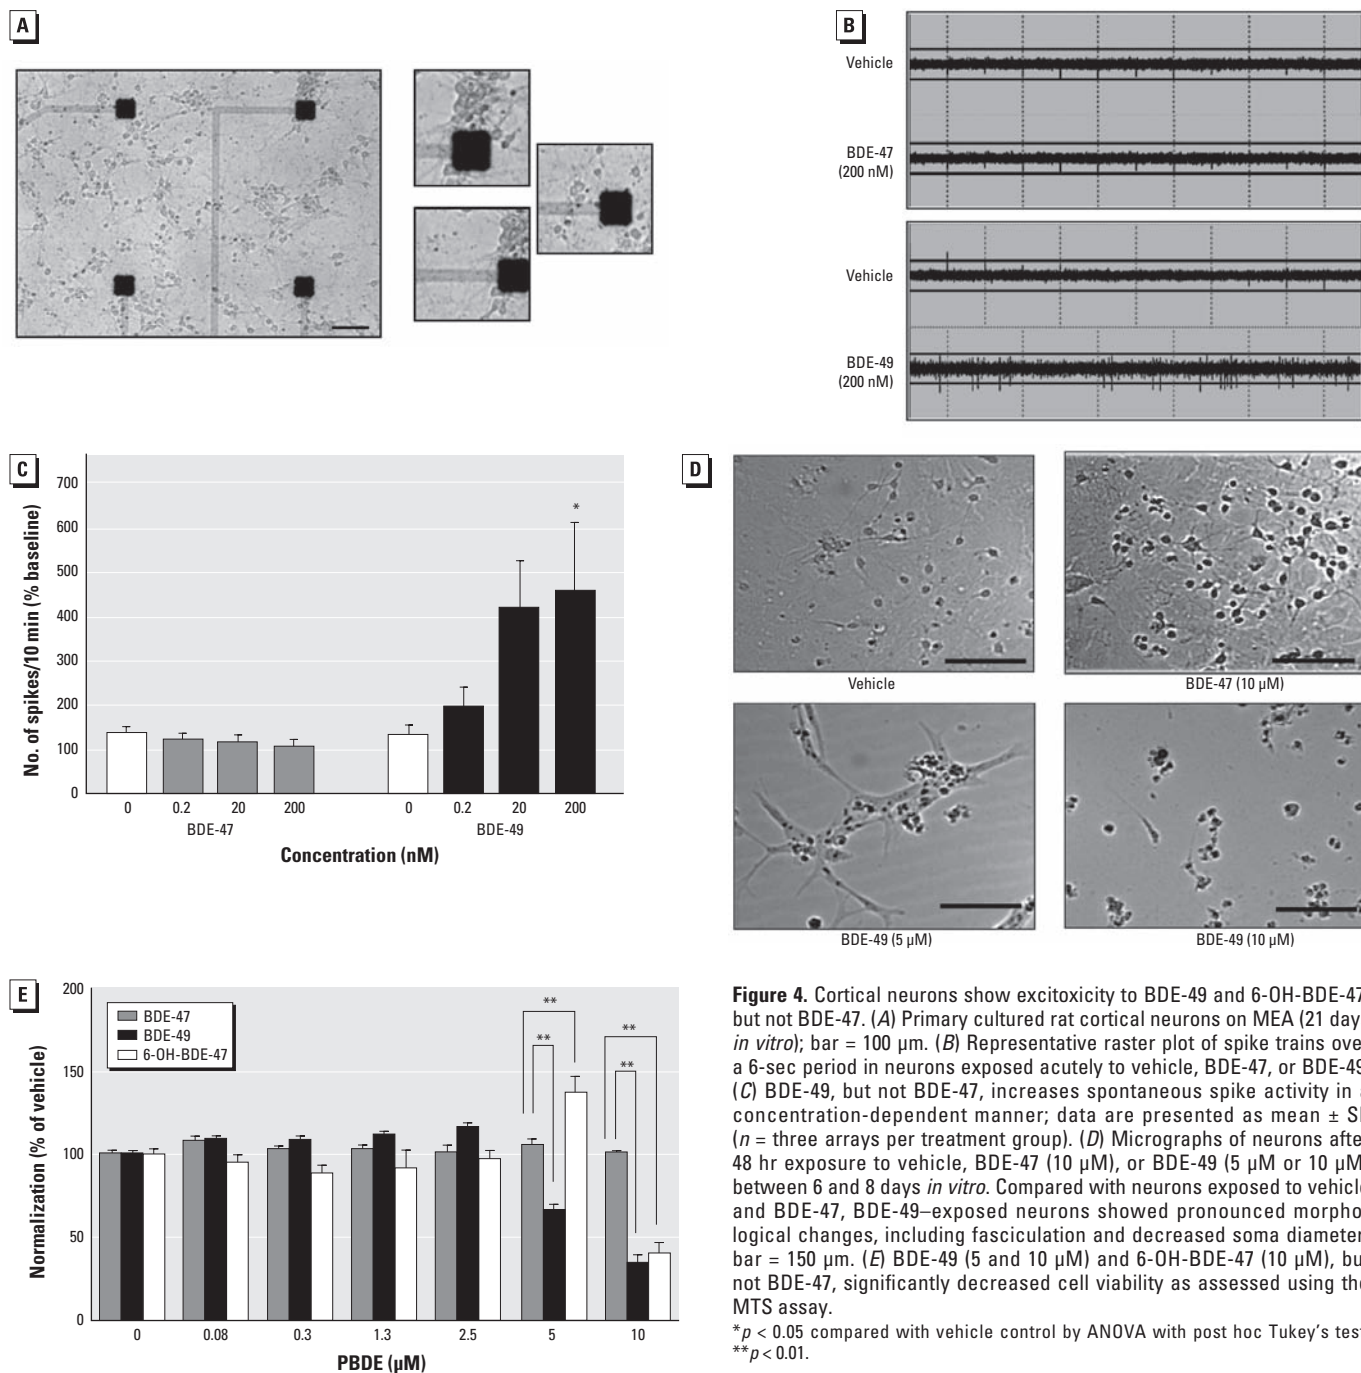 A
B
Vehicle
BDE-47
(200 nM)
Vehicle
BDE-49
(200 nM)
C
No. of spikes/10 min (% baseline)
700
600
500
400
300
200
100
0
*
0 0.2 20 200 0 0.2 20 200
BDE-47 BDE-49
Concentration (nM)
D
Vehicle
BDE-47 (10 µM)
BDE-49 (5 µM)
BDE-49 (10 µM)
E
Normalization (% of vehicle)
200
150
100
50
0
BDE-47
BDE-49
6-OH-BDE-47
**
**
**
**
0 0.08 0.3 1.3 2.5 5 10
PBDE (µM)
Figure 4. Cortical neurons show excitoxicity to BDE-49 and 6-OH-BDE-47
but not BDE-47. (A) Primary cultured rat cortical neurons on MEA (21 day
in vitro); bar = 100 µm. (B) Representative raster plot of spike trains ove
a 6-sec period in neurons exposed acutely to vehicle, BDE-47, or BDE-49
(C) BDE-49, but not BDE-47, increases spontaneous spike activity in
concentration-dependent manner; data are presented as mean ± S
(n = three arrays per treatment group). (D) Micrographs of neurons afte
48 hr exposure to vehicle, BDE-47 (10 µM), or BDE-49 (5 µM or 10 µM
between 6 and 8 days in vitro. Compared with neurons exposed to vehicle
and BDE-47, BDE-49–exposed neurons showed pronounced morpho
logical changes, including fasciculation and decreased soma diameter
bar = 150 µm. (E) BDE-49 (5 and 10 µM) and 6-OH-BDE-47 (10 µM), bu
not BDE-47, significantly decreased cell viability as assessed using the
MTS assay.
*p < 0.05 compared with vehicle control by ANOVA with post hoc Tukey's test
**p < 0.01.